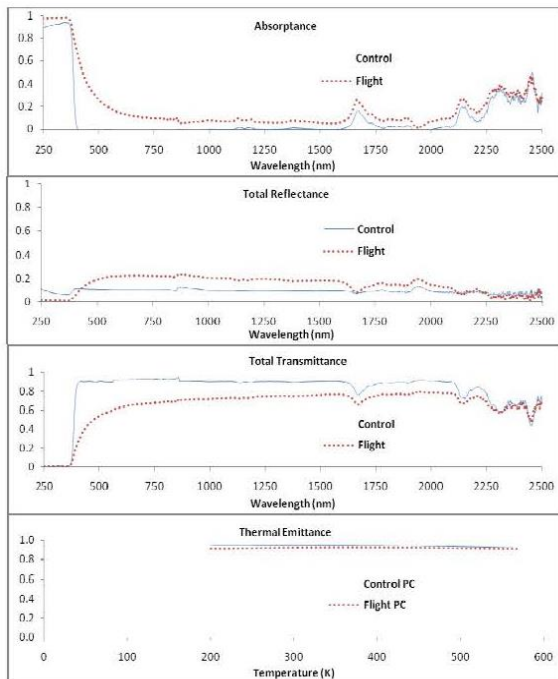 Absorptance
1
0.8
0.6
0.4
0.2
0
Control
Flight
250 500 750 1000 1250 1500 1750 2000 2250 2500
Wavelength (nm)
Total Reflectance
1
0.8
0.6
0.4
0.2
0
Control
Flight
250 500 750 1000 1250 1500 1750 2000 2250 2500
Wavelength (nm)
Total Transmittance
1
0.8
0.6
0.4
0.2
0
Control
Flight
250 500 750 1000 1250 1500 1750 2000 2250 2500
Wavelength (nm)
Thermal Emittance
1.0
0.8
0.6
0.4
0.2
0.0
Control PC
Flight PC
0 100 200 300 400 500 600
Temperature (K)